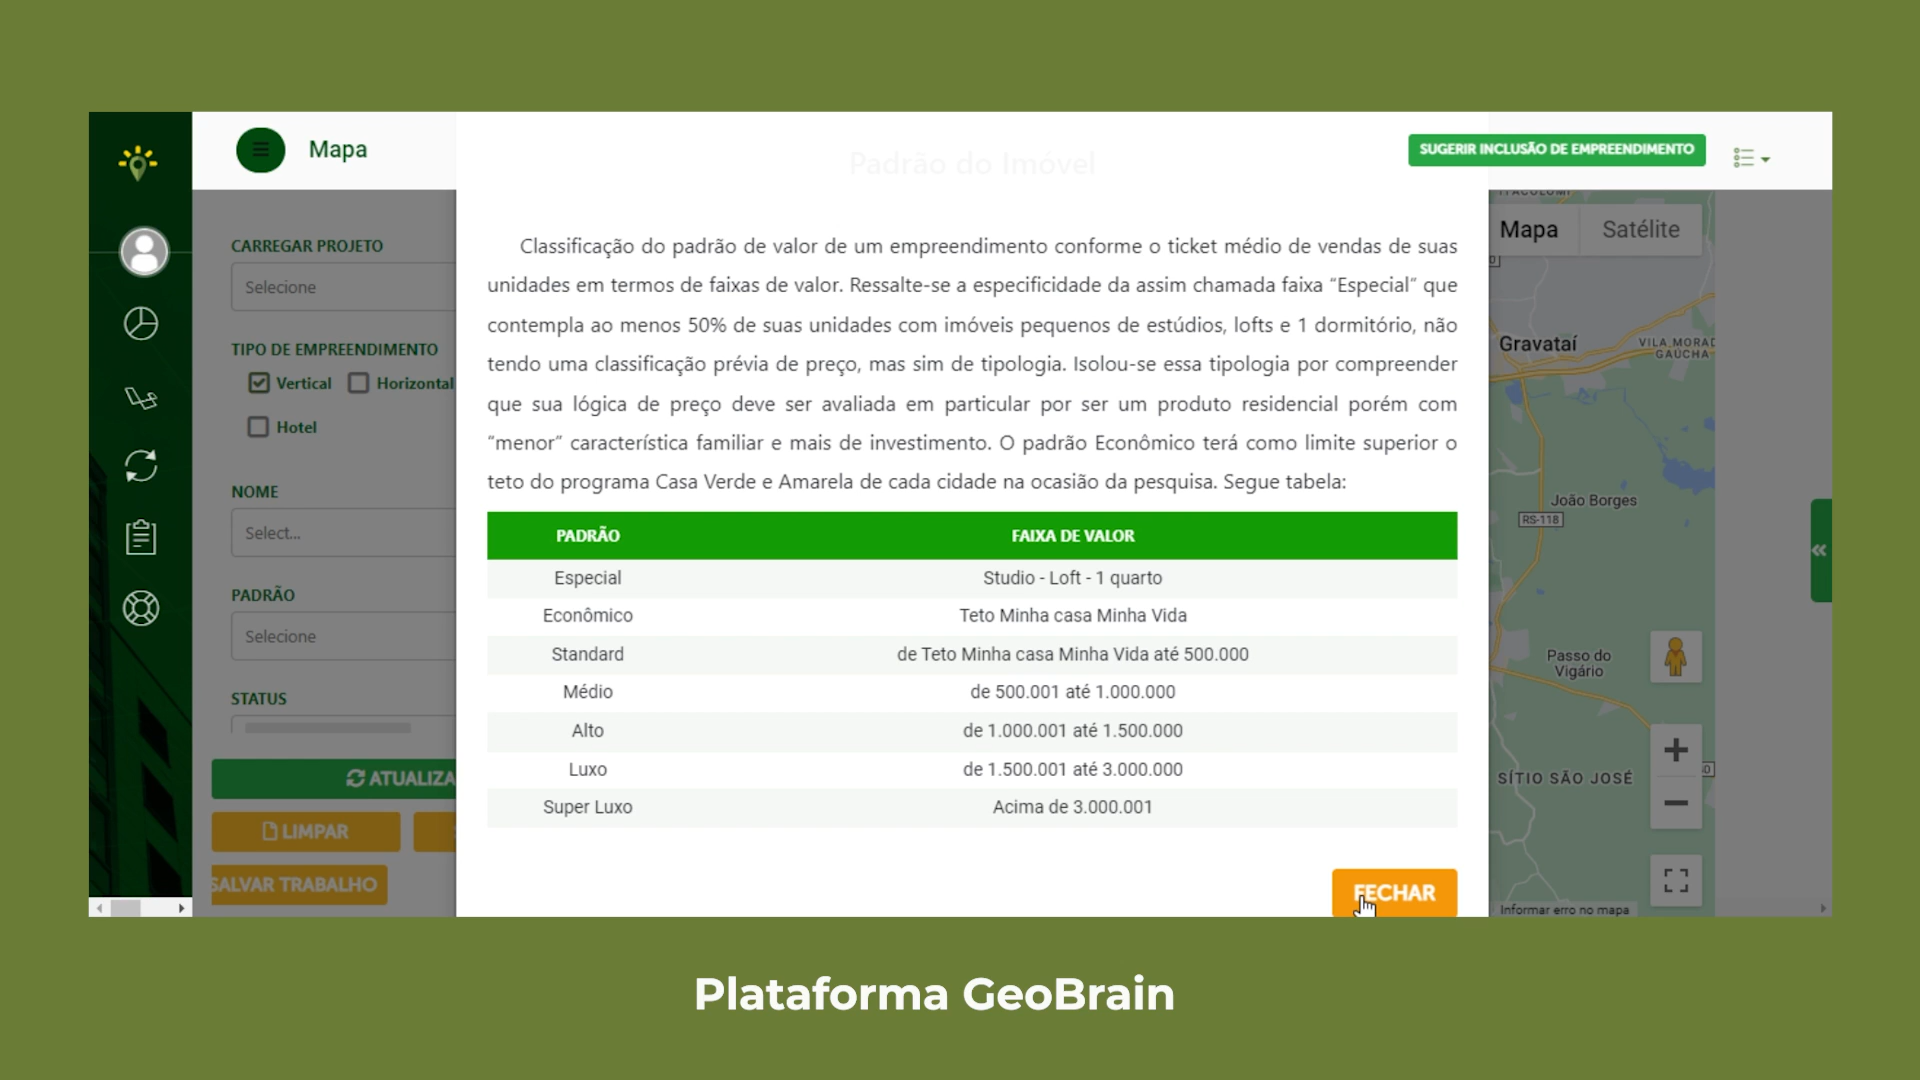 Mapa
Padrão do Imóvel
SUGERIR INCLUSÃO DE EMPREENDIMENTO
CARREGAR PROJETO
Selecione
TIPO DE EMPREENDIMENTO
Vertical
Horizontal
Hotel
NOME
Select...
PADRÃO
Selecione
STATUS
ATUALIZA
LIMPAR
SALVAR TRABALHO
Classificação do padrão de valor de um empreendimento conforme o ticket médio de vendas de suas
unidades em termos de faixas de valor. Ressalte-se a especificidade da assim chamada faixa “Especial” que
contempla ao menos 50% de suas unidades com imóveis pequenos de estúdios, lofts e 1 dormitório, não
tendo uma classificação prévia de preço, mas sim de tipologia. Isolou-se essa tipologia por compreender
que sua lógica de preço deve ser avaliada em particular por ser um produto residencial porém com
“menor” característica familiar e mais de investimento. O padrão Econômico terá como limite superior o
teto do programa Casa Verde e Amarela de cada cidade na ocasião da pesquisa. Segue tabela:
PADRÃO FAIXA DE VALOR
Especial Studio - Loft - 1 quarto
Econômico Teto Minha casa Minha Vida
Standard de Teto Minha casa Minha Vida até 500.000
Médio de 500.001 até 1.000.000
Alto de 1.000.001 até 1.500.000
Luxo de 1.500.001 até 3.000.000
Super Luxo Acima de 3.000.001
FECHAR
Mapa Satélite
Gravataí
VILA MORAD
GAÚCHA
João Borges
RS-118
Passo do
Vigário
SÍTIO SÃO JOSÉ
Informar erro no mapa
Plataforma GeoBrain